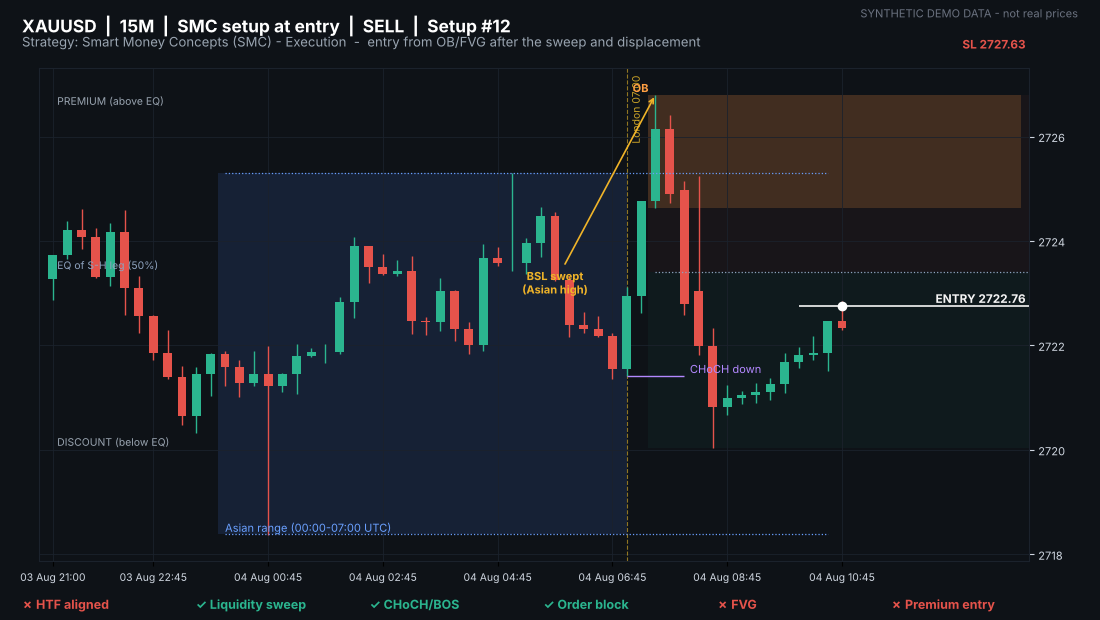 XAUUSD | 15M | SMC setup at entry | SELL | Setup #12
SYNTHETIC DEMO DATA - not real prices
Strategy: Smart Money Concepts (SMC) - Execution - entry from OB/FVG after the sweep and displacement
SL 2727.63
OB
London 07:00
PREMIUM (above EQ)
2726
2724
EQ of S-H leg (50%)
BSL swept
(Asian high)
ENTRY 2722.76
2722
CHoCH down
DISCOUNT (below EQ)
2720
Asian range (00:00-07:00 UTC)
2718
03 Aug 21:00
03 Aug 22:45
04 Aug 00:45
04 Aug 02:45
04 Aug 04:45
04 Aug 06:45
04 Aug 08:45
04 Aug 10:45
× HTF aligned
✓ Liquidity sweep
✓ CHoCH/BOS
✓ Order block
× FVG
× Premium entry